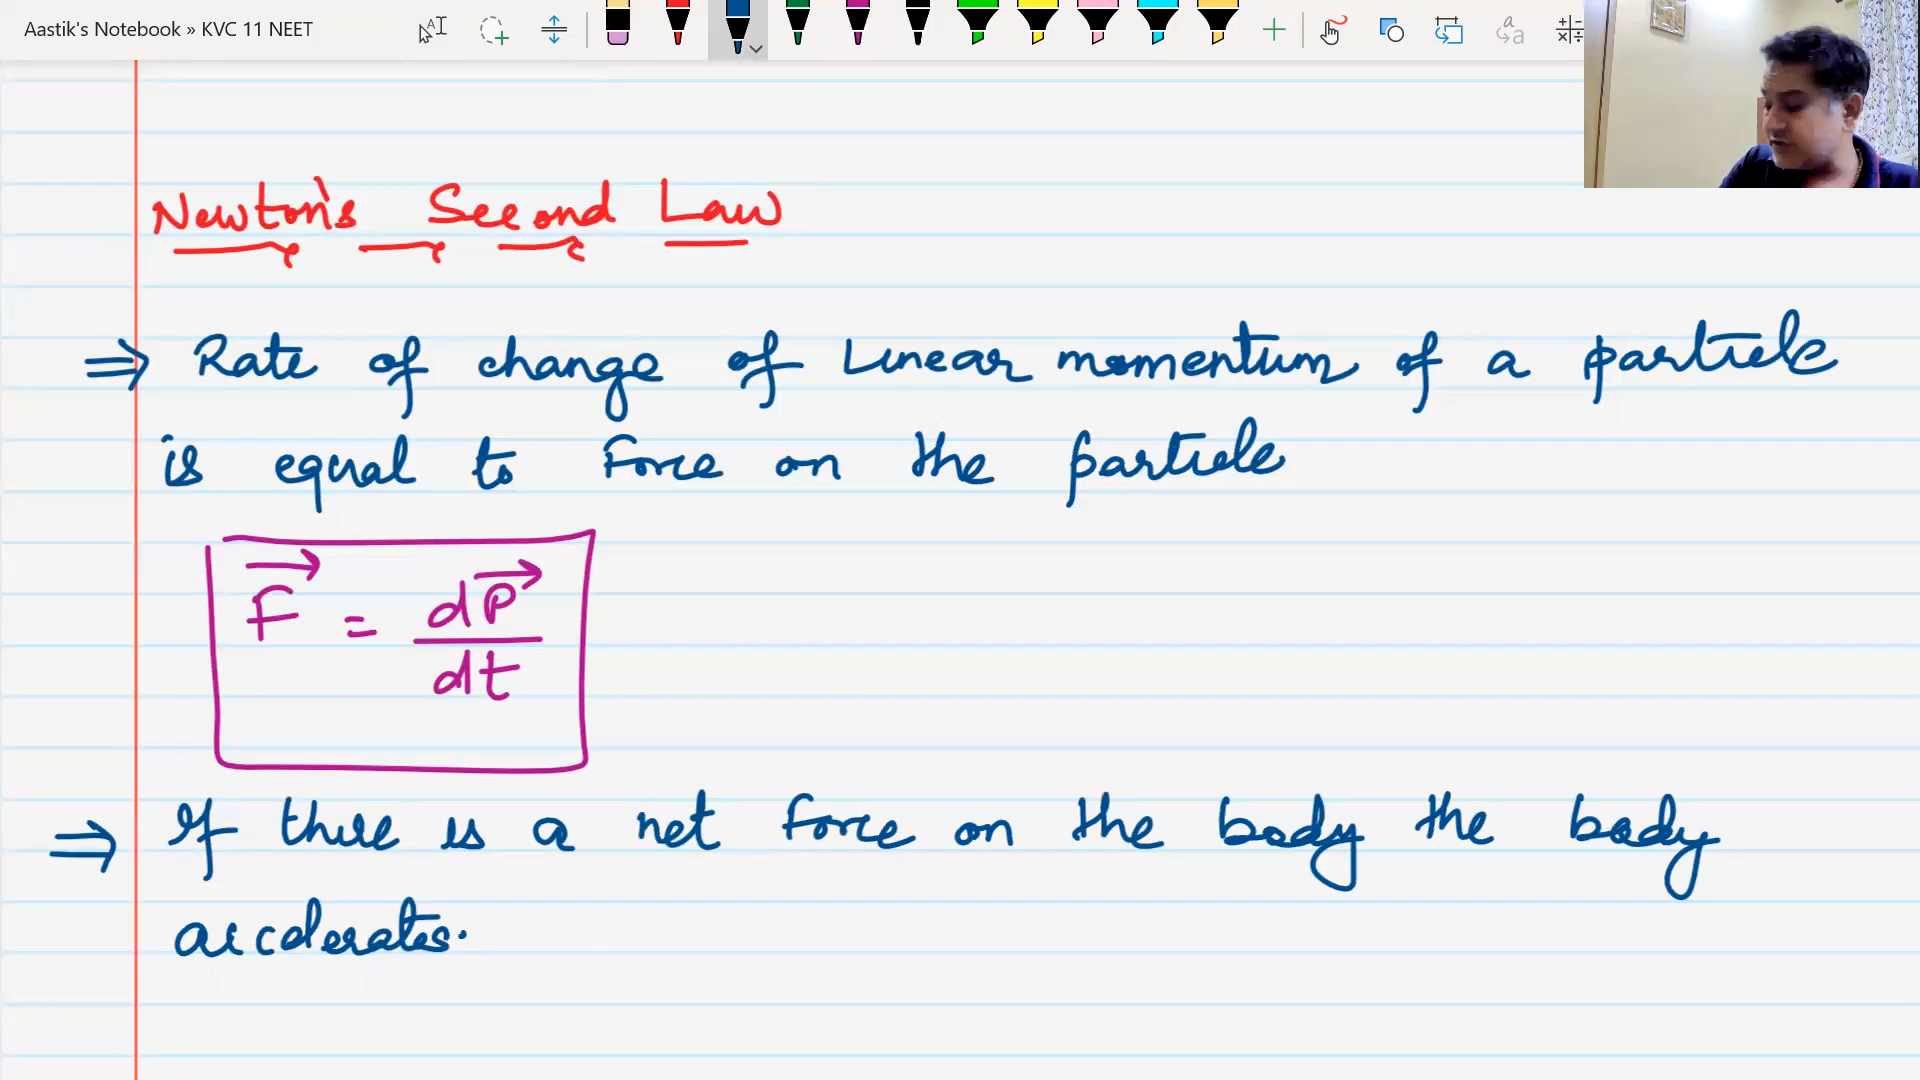 Aastik's Notebook » KVC 11 NEET
Newton's Second Law
⇒ Rate of change of Linear momentum of a particle
is equal to Force on the particle
F⃗ = dP⃗/dt
⇒ If there is a net force on the body the body
accelerates.